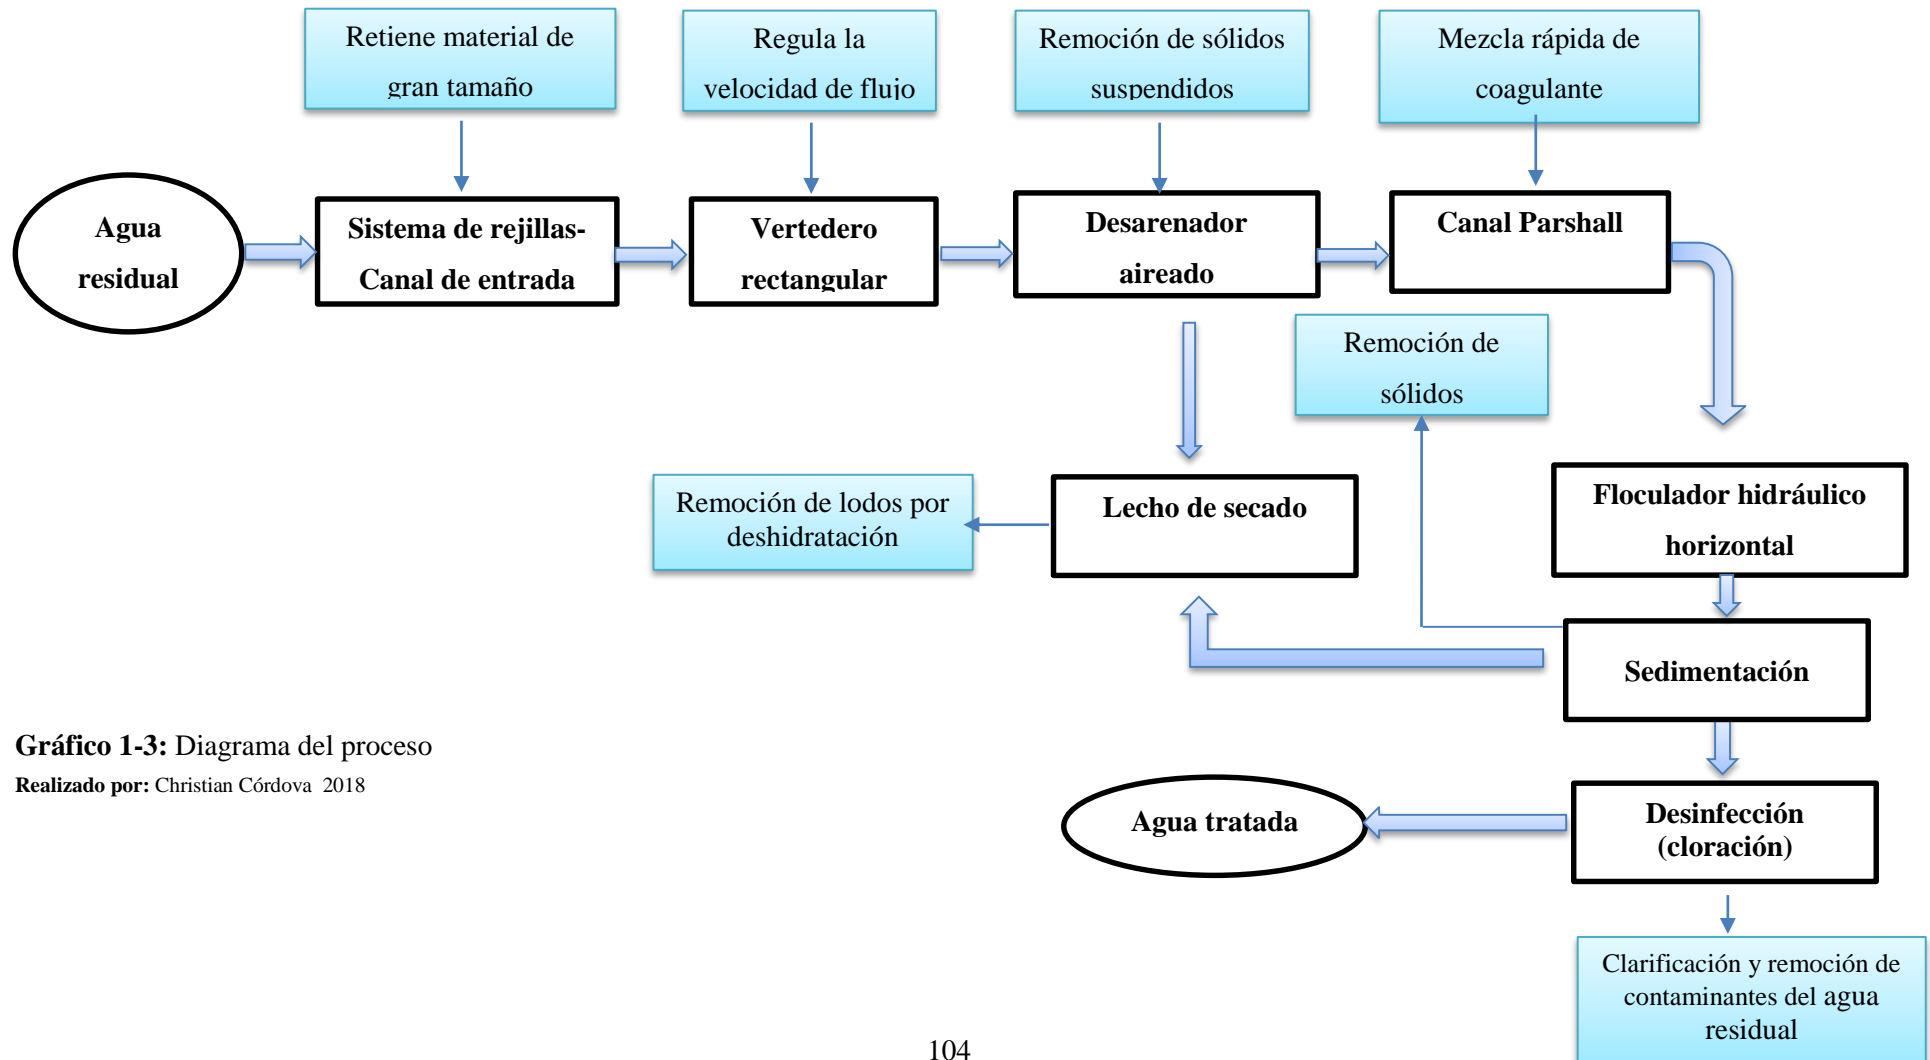 Retiene material de
gran tamaño
Regula la
velocidad de flujo
Remoción de sólidos
suspendidos
Mezcla rápida de
coagulante
Agua
residual
Sistema de rejillas-
Canal de entrada
Vertedero
rectangular
Desarenador
aireado
Canal Parshall
Remoción de
sólidos
Remoción de lodos por
deshidratación
Lecho de secado
Floculador hidráulico
horizontal
Sedimentación
Gráfico 1-3: Diagrama del proceso
Realizado por: Christian Córdova 2018
Agua tratada
Desinfección
(cloración)
Clarificación y remoción de
contaminantes del agua
residual
104